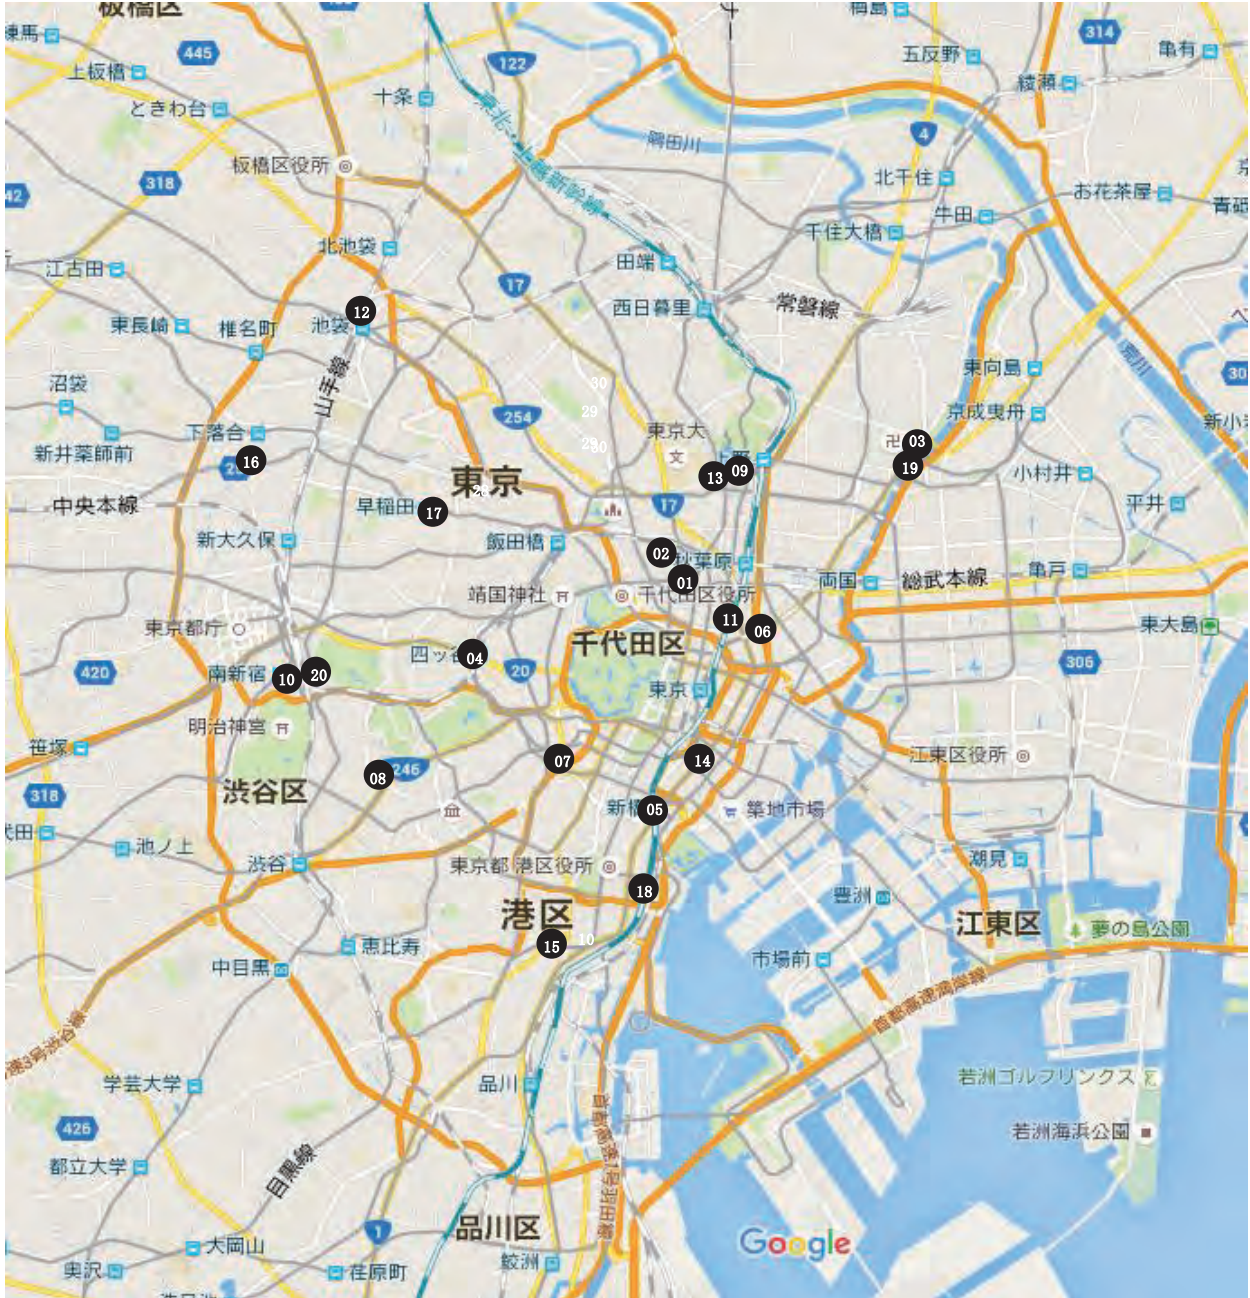 板橋区
練馬
445
上板橋
ときわ台
122
十条
綾瀬
314
亀有
五反野
4
隅田川
北千住
お花茶屋
318
板橋区役所
牛田
千住大橋
北池袋
田端
江古田
17
西日暮里
常磐線
12
東長崎
椎名町
池袋
山手線
東向島
荒川
沼袋
30
29
254
京成曳舟
東京大
下落合
新井薬師前
03
16
13
09
19
小村井
東京
28
17
中央本線
早稲田
17
平井
新大久保
飯田橋
02
秋葉原
01
両国
総武本線
亀戸
靖国神社
千代田区役所
11
06
東京都庁
千代田区
東大島
四ッ谷
04
20
306
420
南新宿
10
20
東京
明治神宮
笹塚
07
14
江東区役所
08
246
渋谷区
318
新橋
05
築地市場
池ノ上
渋谷
東京都 港区役所
潮見
18
豊洲
港区
江東区
夢の島公園
15
10
恵比寿
中目黒
市場前
首都高速湾岸線
学芸大学
品川
若洲ゴルフリンクス
426
若洲海浜公園
都立大学
目黒線
首都高速1号羽田線
1
品川区
Google
大岡山
鮫洲
奥沢
荏原町